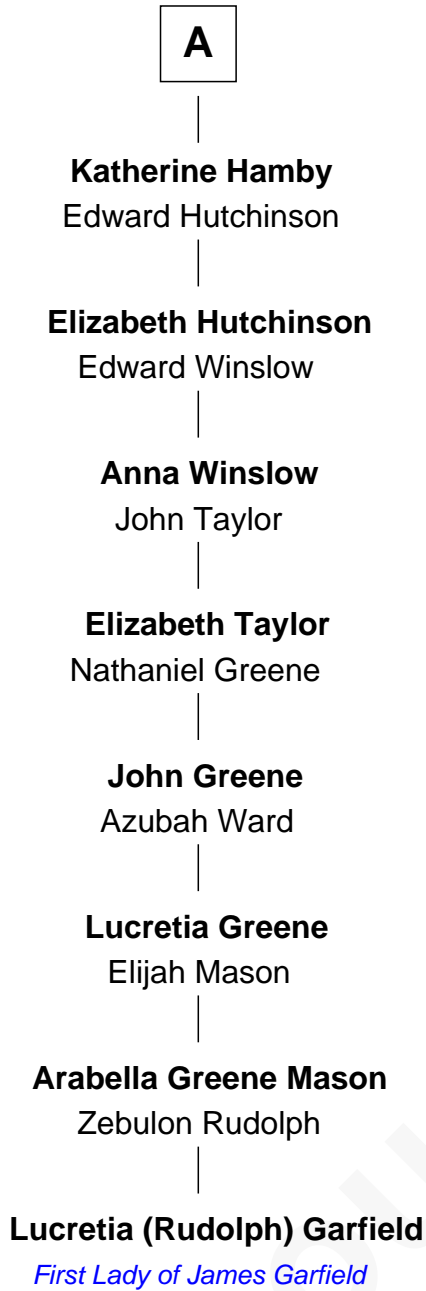 A
Katherine Hamby
Edward Hutchinson
Elizabeth Hutchinson
Edward Winslow
Anna Winslow
John Taylor
Elizabeth Taylor
Nathaniel Greene
John Greene
Azubah Ward
Lucretia Greene
Elijah Mason
Arabella Greene Mason
Zebulon Rudolph
Lucretia (Rudolph) Garfield
First Lady of James Garfield